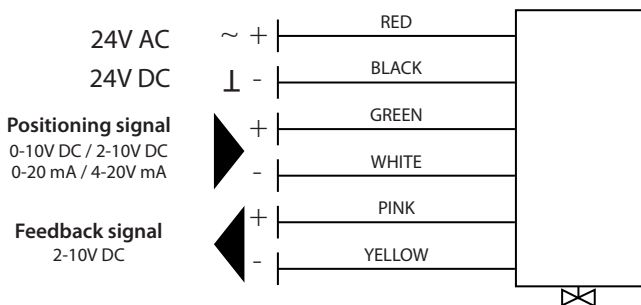 24V AC ~ + RED
24V DC ⊥ - BLACK
Positioning signal + GREEN
0-10V DC / 2-10V DC
0-20 mA / 4-20V mA
- WHITE
+ PINK
Feedback signal
2-10V DC
- YELLOW